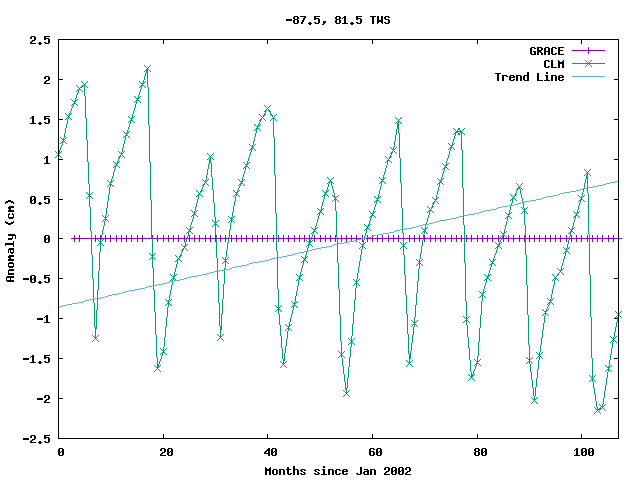 -87.5, 81.5 TWS
GRACE
CLM
Trend Line
2.5
2
1.5
1
0.5
0
-0.5
-1
-1.5
-2
-2.5
Anomaly (cm)
0 20 40 60 80 100
Months since Jan 2002